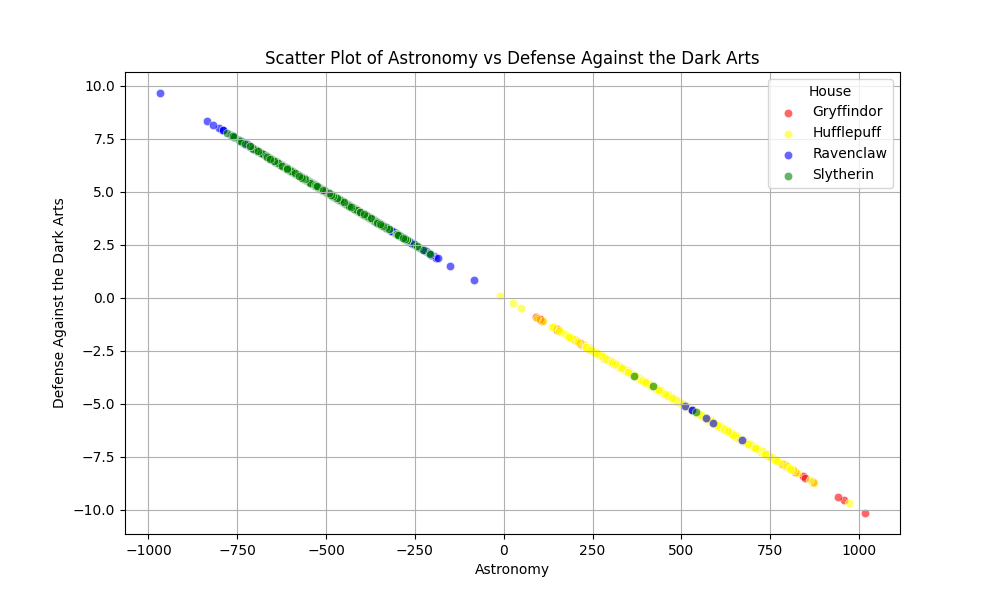 Scatter Plot of Astronomy vs Defense Against the Dark Arts
10.0
7.5
5.0
2.5
0.0
−2.5
−5.0
−7.5
−10.0
Defense Against the Dark Arts
House
Gryffindor
Hufflepuff
Ravenclaw
Slytherin
−1000 −750 −500 −250 0 250 500 750 1000
Astronomy